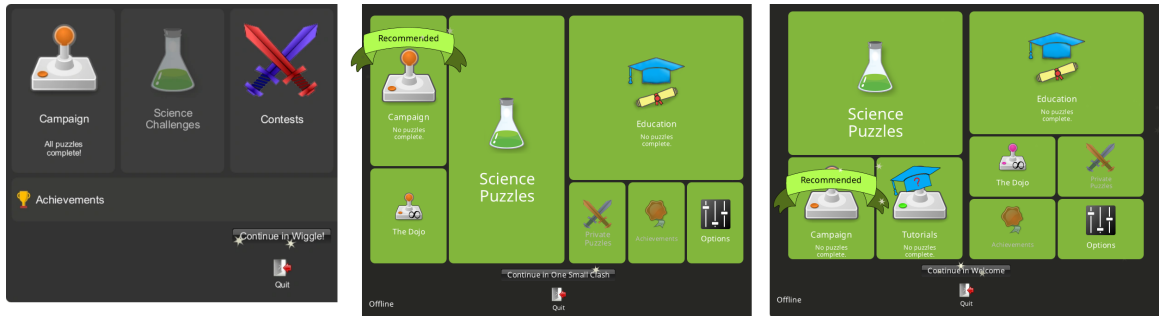 Campaign
All puzzles
complete!
Science
Challenges
Contests
Achievements
Continue in Wiggle!
Quit
Recommended
Campaign
No puzzles
complete.
The Dojo
Science
Puzzles
Education
No puzzles
complete.
Private
Puzzles
Achievements
Options
Continue in One Small Clash
Quit
Offline
Science
Puzzles
Education
No puzzles
complete.
Recommended
Campaign
No puzzles
complete.
?
Tutorials
No puzzles
complete.
The Dojo
Private
Puzzles
Achievements
Options
Continue in Welcome
Quit
Offline